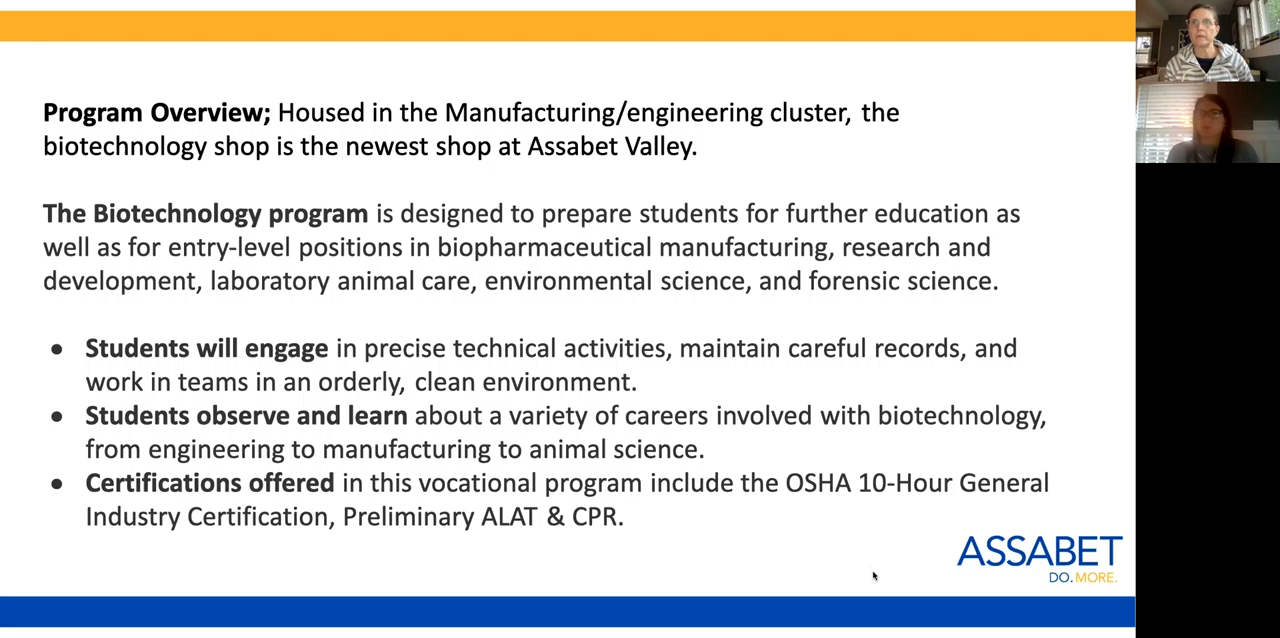 Program Overview; Housed in the Manufacturing/engineering cluster, the
biotechnology shop is the newest shop at Assabet Valley.
The Biotechnology program is designed to prepare students for further education as
well as for entry-level positions in biopharmaceutical manufacturing, research and
development, laboratory animal care, environmental science, and forensic science.
● Students will engage in precise technical activities, maintain careful records, and
work in teams in an orderly, clean environment.
● Students observe and learn about a variety of careers involved with biotechnology,
from engineering to manufacturing to animal science.
● Certifications offered in this vocational program include the OSHA 10-Hour General
Industry Certification, Preliminary ALAT & CPR.
ASSABET
DO. MORE.